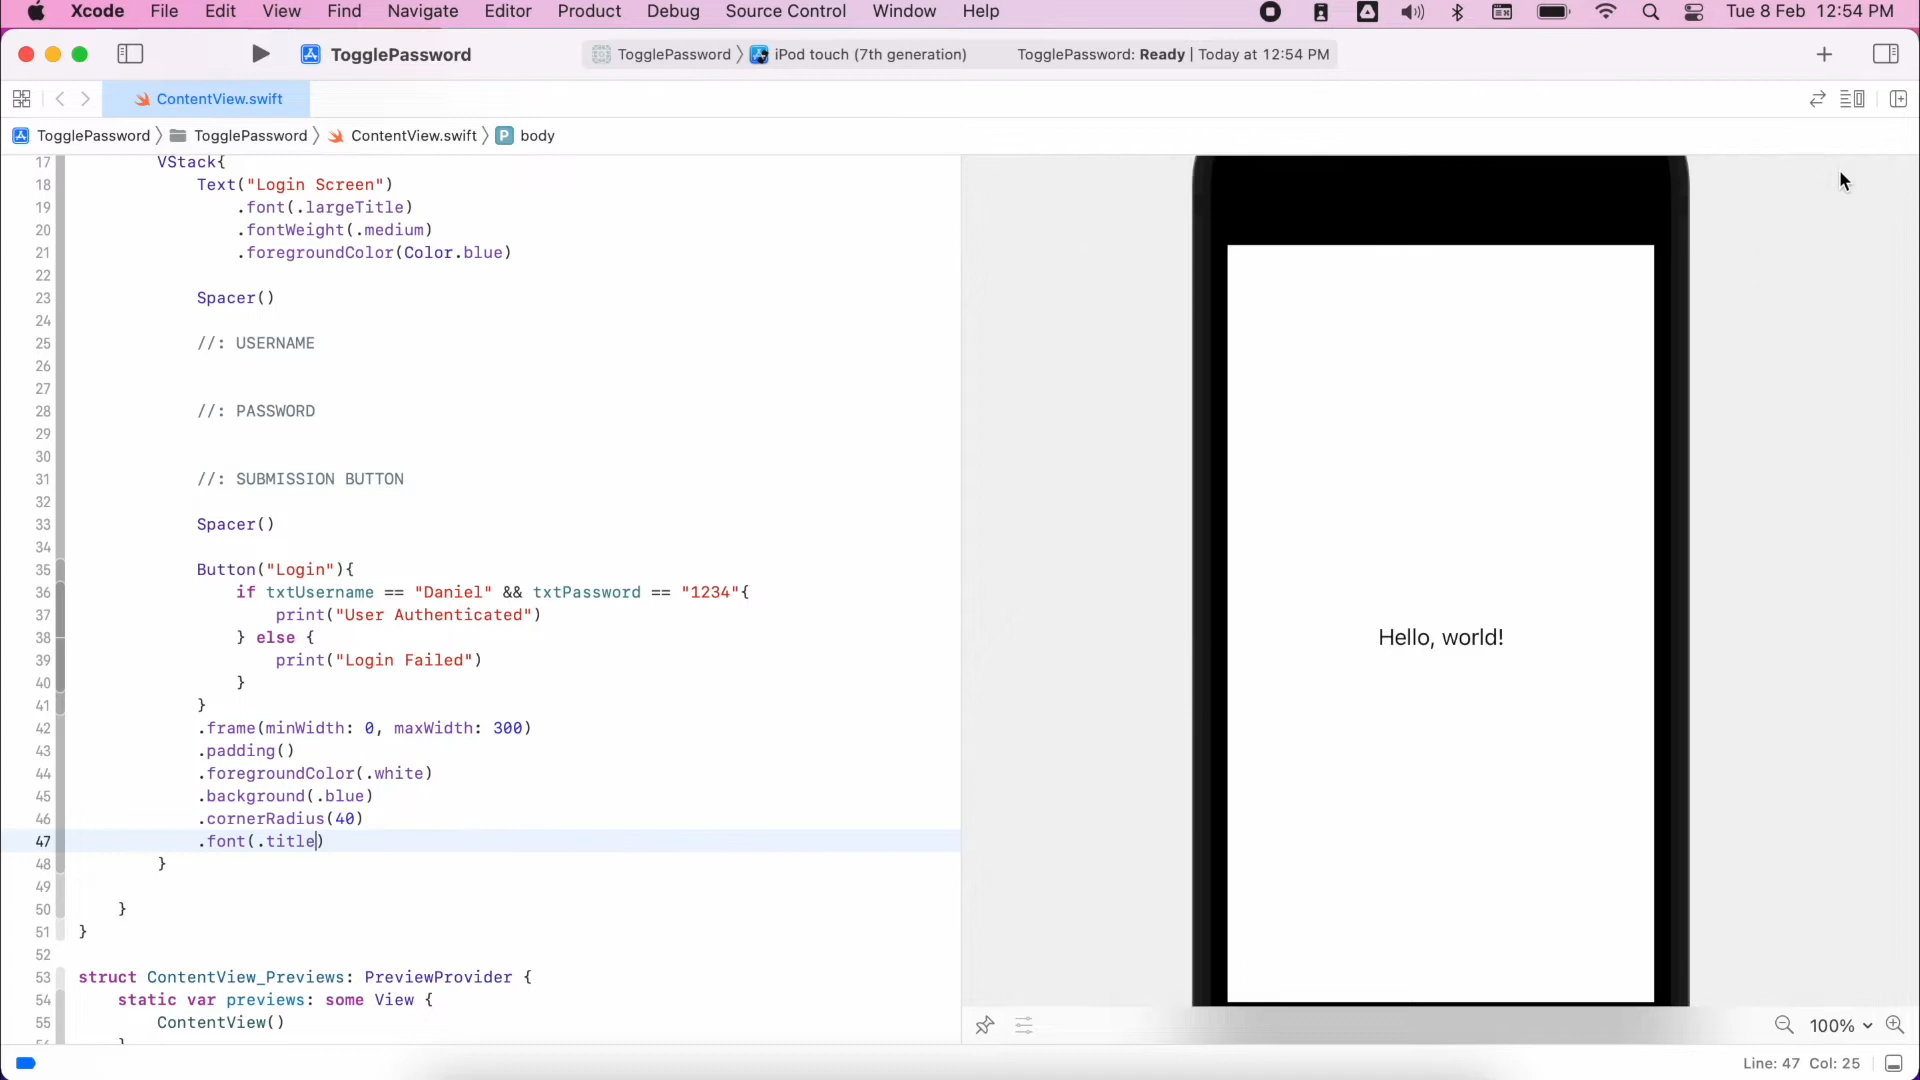 Xcode File Edit View Find Navigate Editor Product Debug Source Control Window Help Tue 8 Feb 12:54 PM
TogglePassword TogglePassword iPod touch (7th generation) TogglePassword: Ready | Today at 12:54 PM
ContentView.swift
TogglePassword TogglePassword ContentView.swift P body
17 VStack{
18 Text("Login Screen")
19 .font(.largeTitle)
20 .fontWeight(.medium)
21 .foregroundColor(Color.blue)
22
23 Spacer()
24
25 //: USERNAME
26
27
28 //: PASSWORD
29
30
31 //: SUBMISSION BUTTON
32
33 Spacer()
34
35 Button("Login"){
36 if txtUsername == "Daniel" && txtPassword == "1234"{
37 print("User Authenticated")
38 } else {
39 print("Login Failed")
40 }
41 }
42 .frame(minWidth: 0, maxWidth: 300)
43 .padding()
44 .foregroundColor(.white)
45 .background(.blue)
46 .cornerRadius(40)
47 .font(.title)
48 }
49
50 }
51 }
52
53 struct ContentView_Previews: PreviewProvider {
54 static var previews: some View {
55 ContentView()
Hello, world!
100%
Line: 47 Col: 25